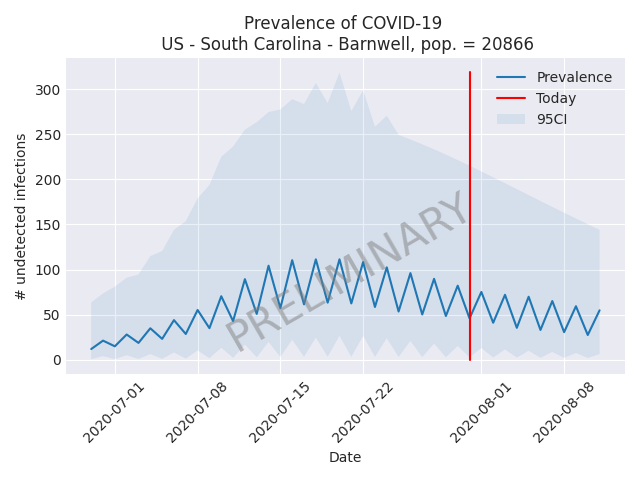 Prevalence of COVID-19
US - South Carolina - Barnwell, pop. = 20866
# undetected infections
300
250
200
150
100
50
0
Prevalence
Today
95CI
PRELIMINARY
2020-07-01
2020-07-08
2020-07-15
2020-07-22
2020-08-01
2020-08-08
Date